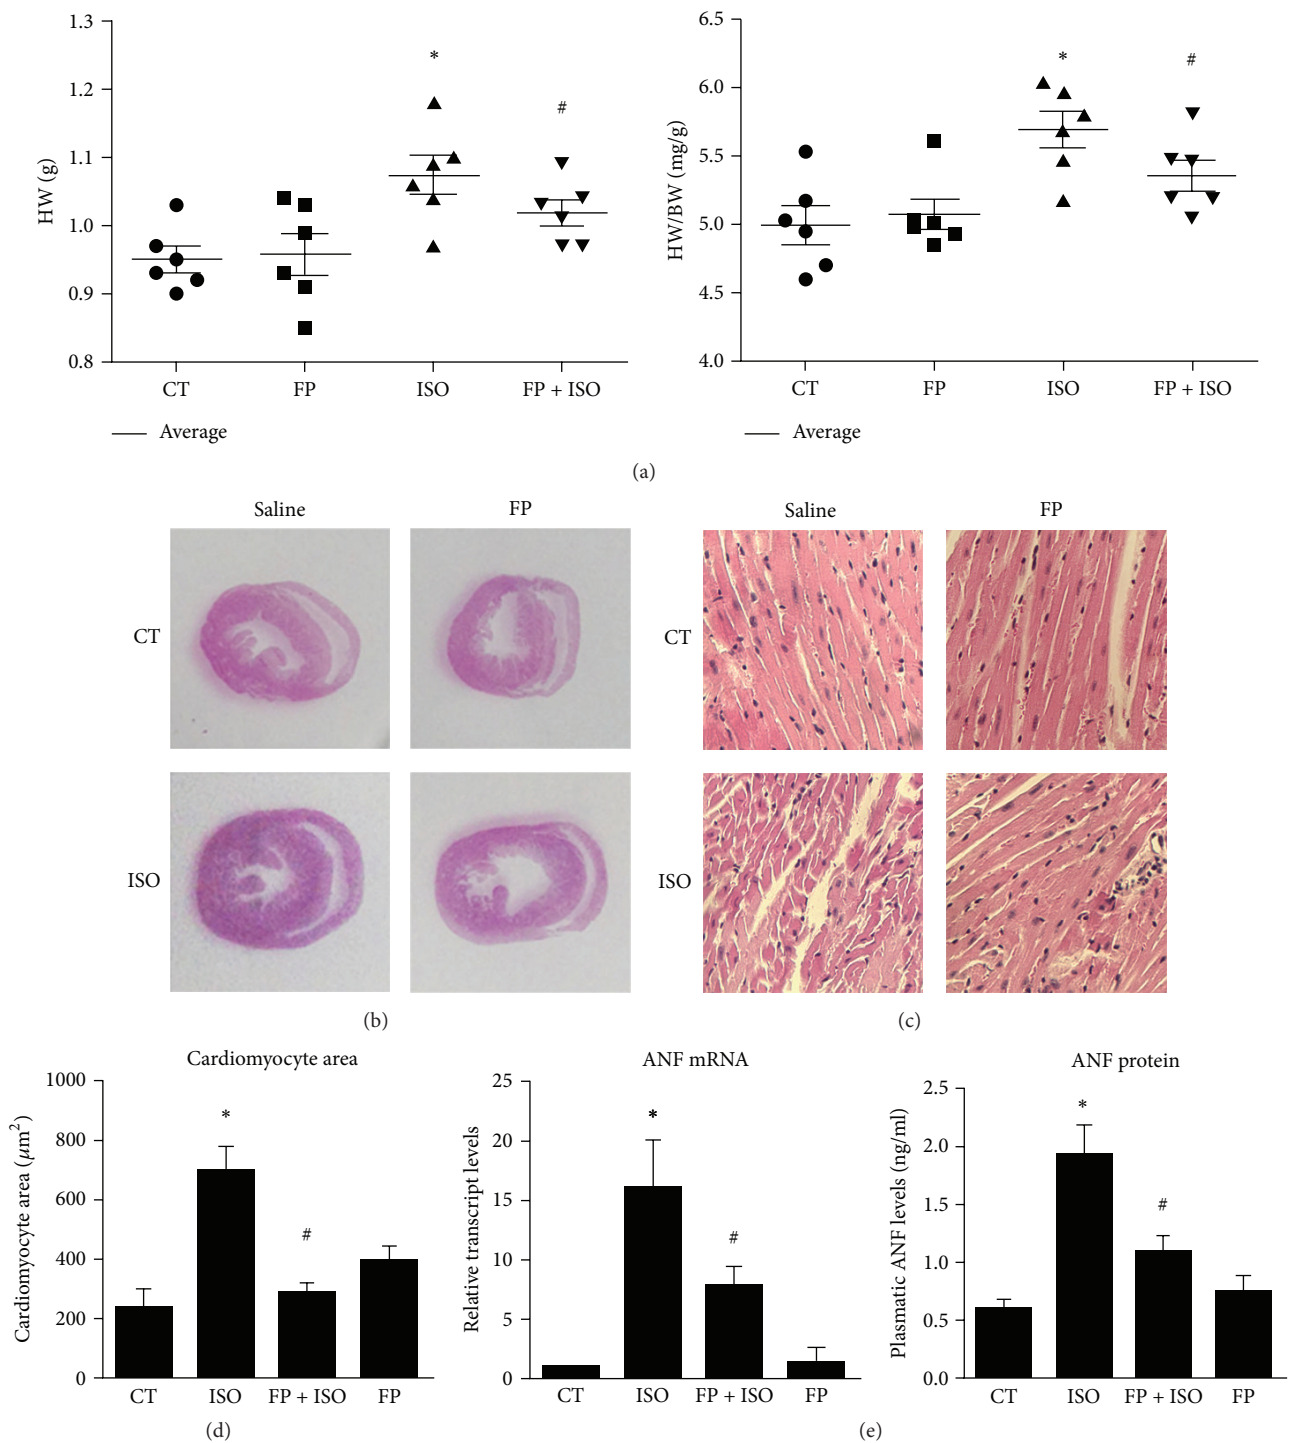 1.3
1.2
1.1
1.0
0.9
0.8
HW (g)
*
#
CT
FP
ISO
FP + ISO
Average
6.5
6.0
5.5
5.0
4.5
4.0
HW/BW (mg/g)
*
#
CT
FP
ISO
FP + ISO
Average
(a)
Saline
FP
CT
ISO
(b)
Saline
FP
CT
ISO
(c)
Cardiomyocyte area
1000
800
600
400
200
0
Cardiomyocyte area (μm²)
*
#
CT
ISO
FP + ISO
FP
(d)
ANF mRNA
25
20
15
10
5
0
Relative transcript levels
*
#
CT
ISO
FP + ISO
FP
ANF protein
2.5
2.0
1.5
1.0
0.5
0.0
Plasmatic ANF levels (ng/ml)
*
#
CT
ISO
FP + ISO
FP
(e)